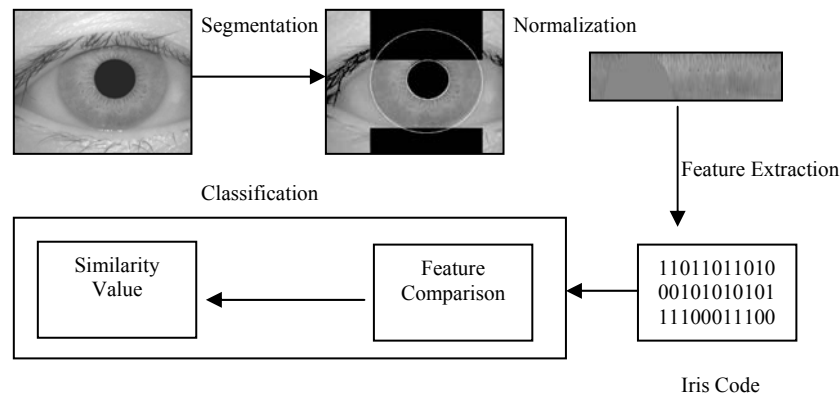 Segmentation
Normalization
Feature Extraction
Classification
Similarity
Value
Feature
Comparison
11011011010
00101010101
11100011100
Iris Code